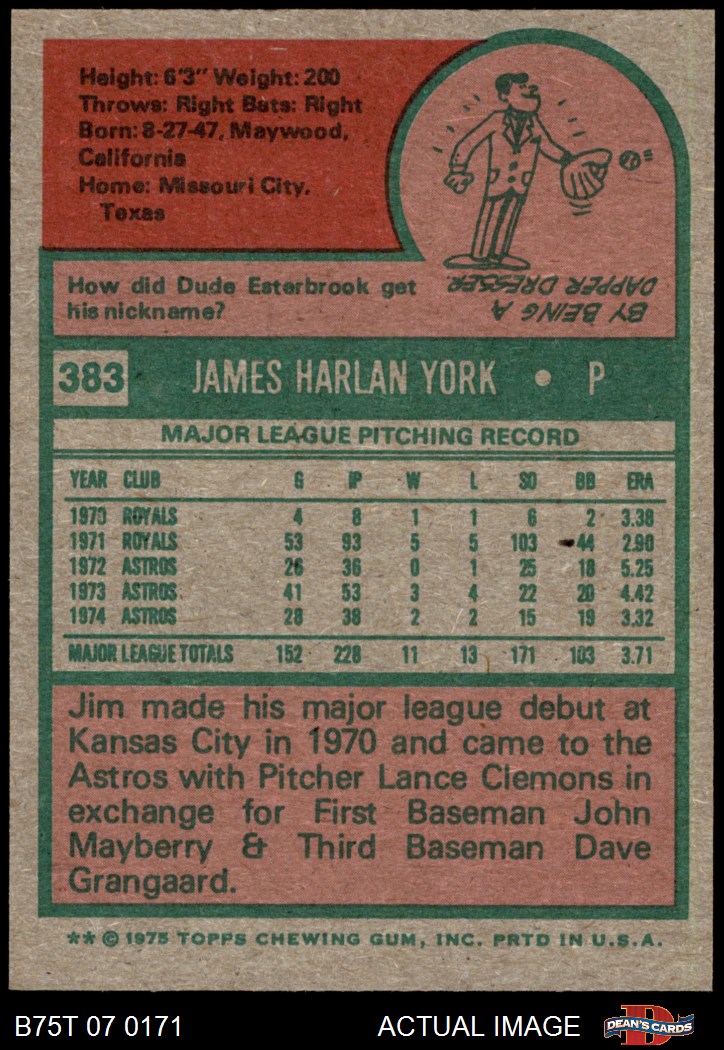 Height: 6'3" Weight: 200
Throws: Right Bats: Right
Born: 8-27-47, Maywood,
California
Home: Missouri City,
Texas
How did Dude Esterbrook get
his nickname?
BY BEING A
DAPPER DRESSER
383 JAMES HARLAN YORK • P
MAJOR LEAGUE PITCHING RECORD
YEAR CLUB G IP W L SO BB ERA
1970 ROYALS 4 8 1 1 6 2 3.38
1971 ROYALS 53 93 5 5 103 44 2.90
1972 ASTROS 26 36 0 1 25 18 5.25
1973 ASTROS 41 53 3 4 22 20 4.42
1974 ASTROS 28 38 2 2 15 19 3.32
MAJOR LEAGUE TOTALS 152 228 11 13 171 103 3.71
Jim made his major league debut at
Kansas City in 1970 and came to the
Astros with Pitcher Lance Clemons in
exchange for First Baseman John
Mayberry & Third Baseman Dave
Grangaard.
** © 1975 TOPPS CHEWING GUM, INC. PRTD IN U.S.A.
B75T 07 0171 ACTUAL IMAGE
D
DEAN'S CARDS